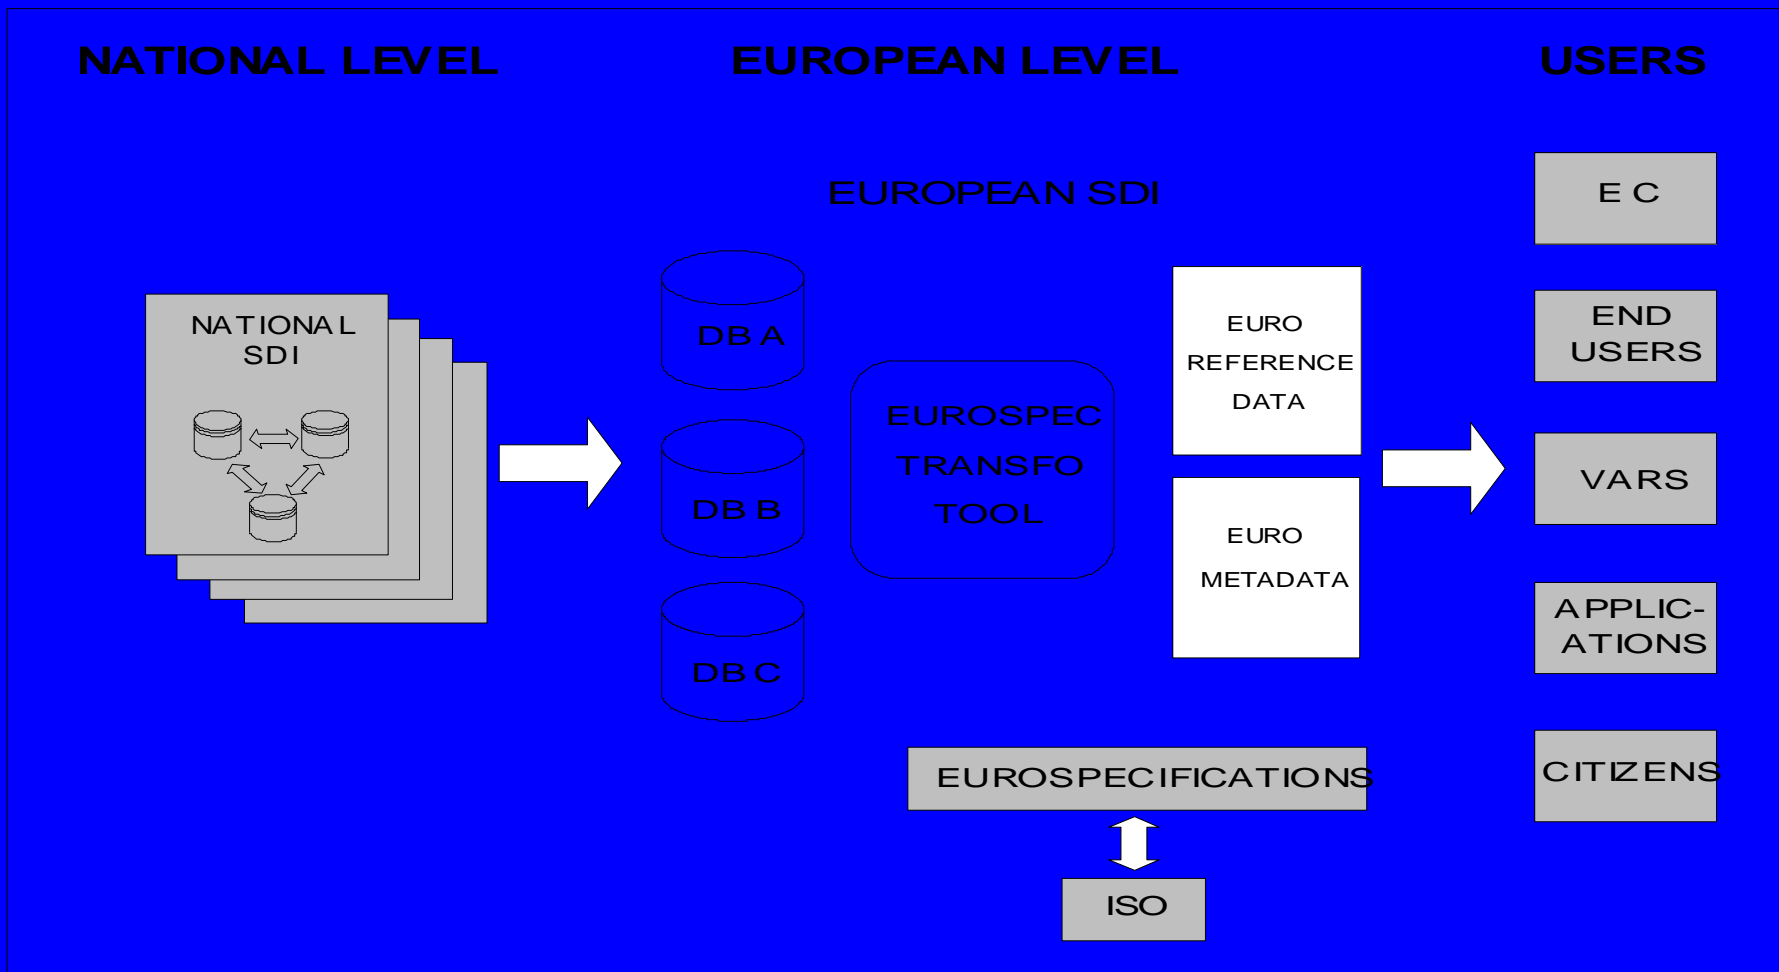 NATIONAL LEVEL
EUROPEAN LEVEL
USERS
EUROPEAN SDI
NATIONAL
SDI
DB A
DB B
DB C
EUROSPEC
TRANSFO
TOOL
EURO
REFERENCE
DATA
EURO
METADATA
EUROSPECIFICATIONS
ISO
E C
END
USERS
VARS
APPLIC-
ATIONS
CITIZENS